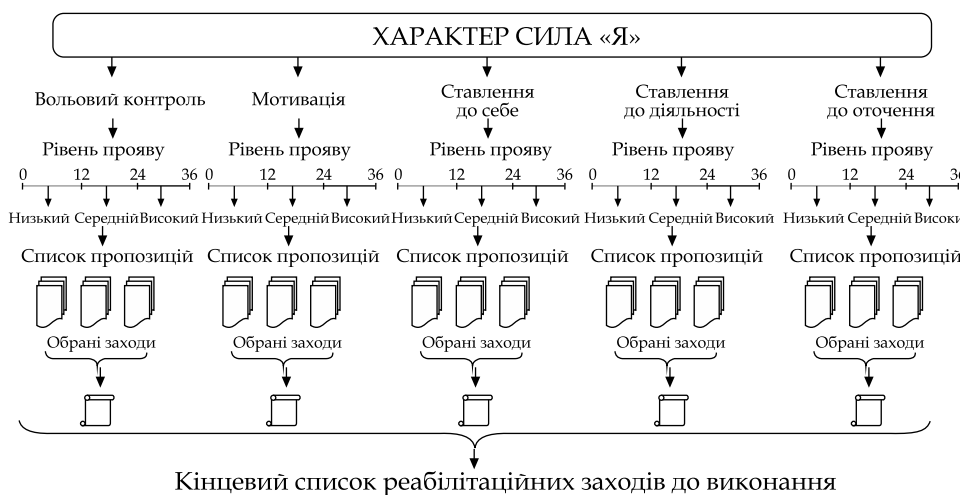 ХАРАКТЕР СИЛА «Я»
Вольовий контроль
Мотивація
Ставлення
до себе
Ставлення
до діяльності
Ставлення
до оточення
Рівень прояву Рівень прояву Рівень прояву Рівень прояву Рівень прояву
0 12 24 36 0 12 24 36 0 12 24 36 0 12 24 36 0 12 24 36
Низький Середній Високий Низький Середній Високий Низький Середній Високий Низький Середній Високий Низький Середній Високи
Список пропозицій Список пропозицій Список пропозицій Список пропозицій Список пропозицій
Обрані заходи Обрані заходи Обрані заходи Обрані заходи Обрані заходи
Кінцевий список реабілітаційних заходів до виконання